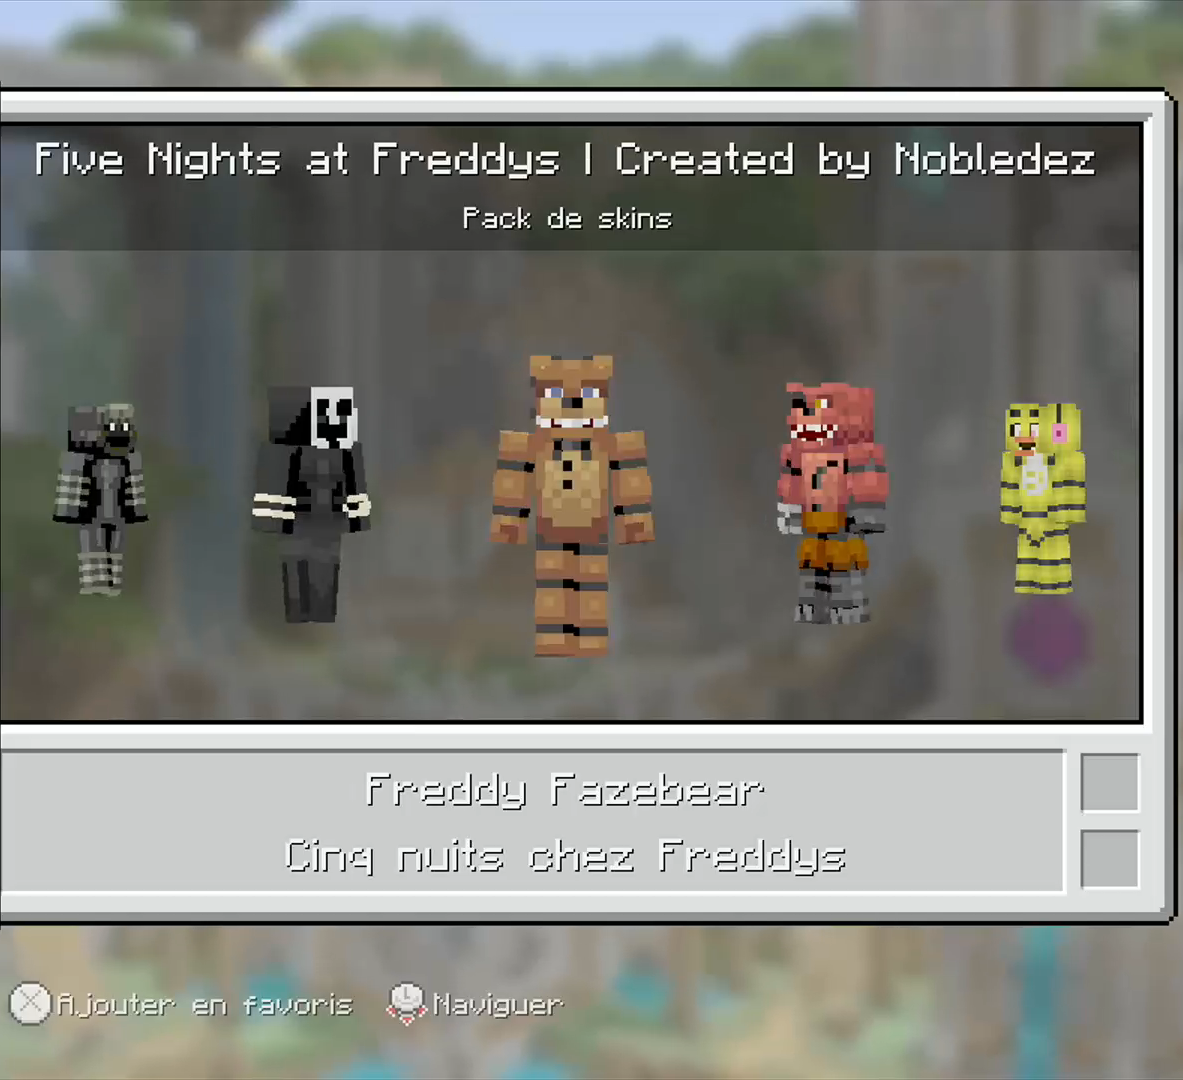 Five Nights at Freddys | Created by Nobledez
Pack de skins
Freddy Fazebear
Cinq nuits chez Freddys
Ajouter en favoris
L
Naviguer